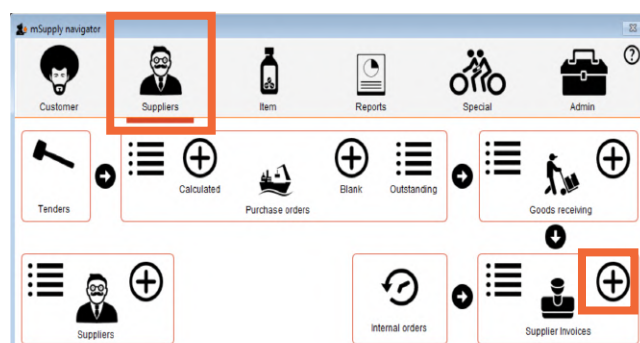 mSupply navigator
Customer
Suppliers
Item
Reports
Special
Admin
?
Tenders
Calculated
Purchase orders
Blank
Outstanding
Goods receiving
Suppliers
Internal orders
Supplier Invoices